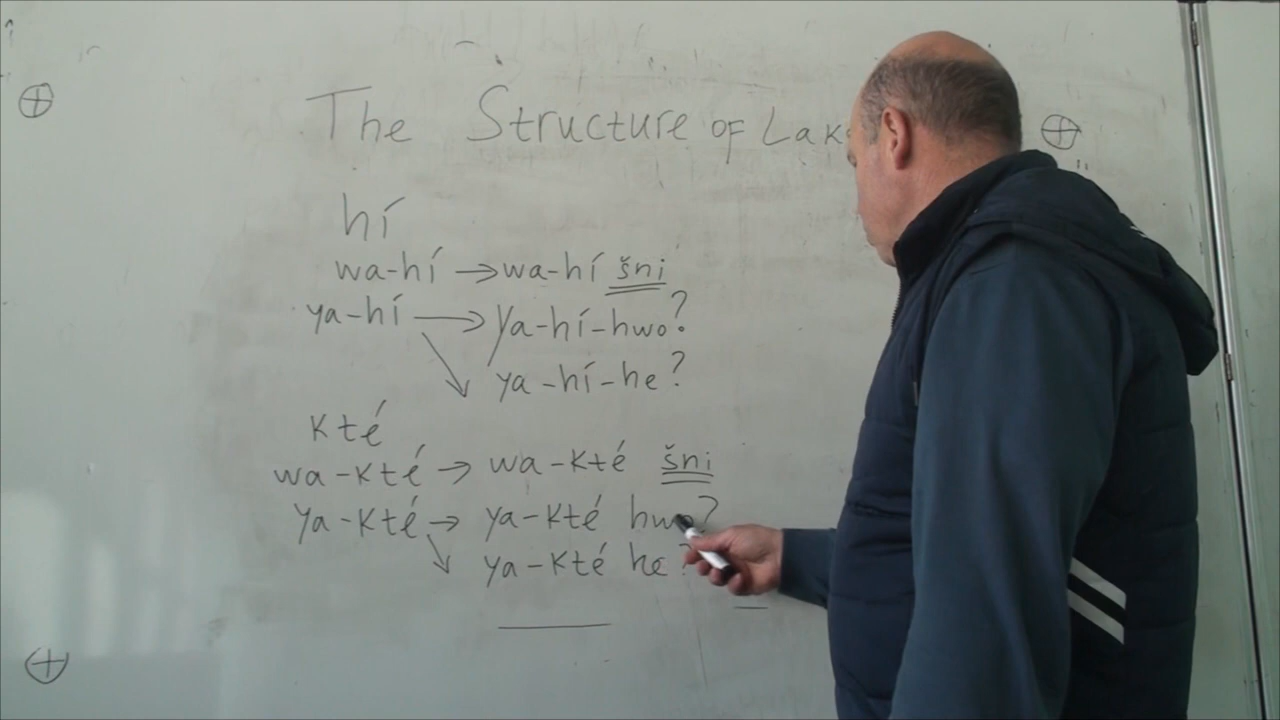 The Structure of Lak
hí
wa-hí → wa-hí šni
ya-hí → Ya-hí-hwo?
ya-hí-he?
kté
wa-kté → wa-kté šni
ya-kté → ya-kté hwo?
ya-kté he?